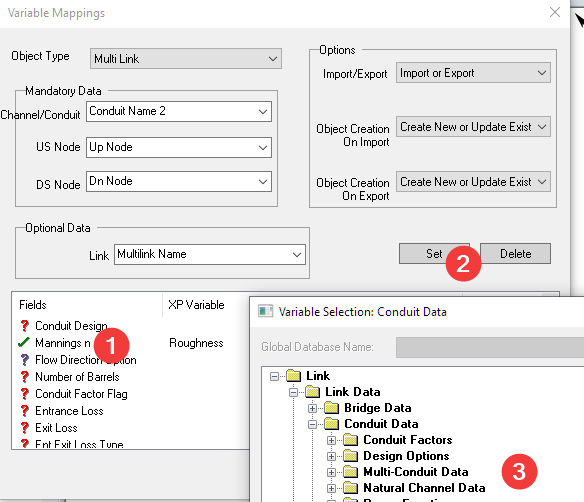 Variable Mappings
Object Type
Multi Link
Mandatory Data
Channel/Conduit
Conduit Name 2
US Node
Up Node
DS Node
Dn Node
Options
Import/Export
Import or Export
Object Creation
On Import
Create New or Update Exist
Object Creation
On Export
Create New or Update Exist
Optional Data
Link
Multilink Name
Set
2
Delete
Fields
XP Variable
Conduit Design
Mannings n
1
Roughness
Flow Direction Option
Number of Barrels
Conduit Factor Flag
Entrance Loss
Exit Loss
Ent Exit Loss Type
Variable Selection: Conduit Data
Global Database Name:
Link
Link Data
Bridge Data
Conduit Data
Conduit Factors
Design Options
Multi-Conduit Data
3
Natural Channel Data